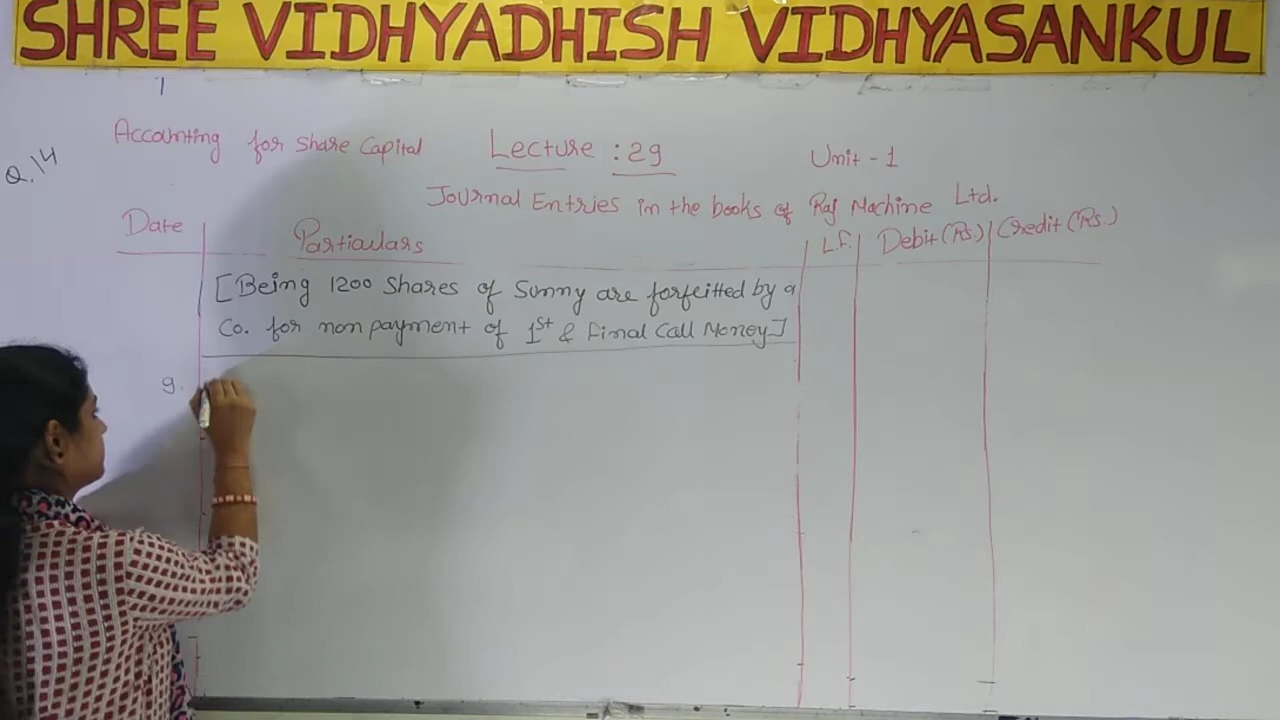 SHREE VIDHYADHISH VIDHYASANKUL
Accounting for Share Capital Lecture : 29 Unit - 1
Q.14
Journal Entries in the books of Raj Machine Ltd.
Date Particulars L.F. Debit (Rs.) Credit (Rs.)
[Being 1200 Shares of Sunny are forfeitted by a
Co. for non payment of 1st & final Call Money]
9.